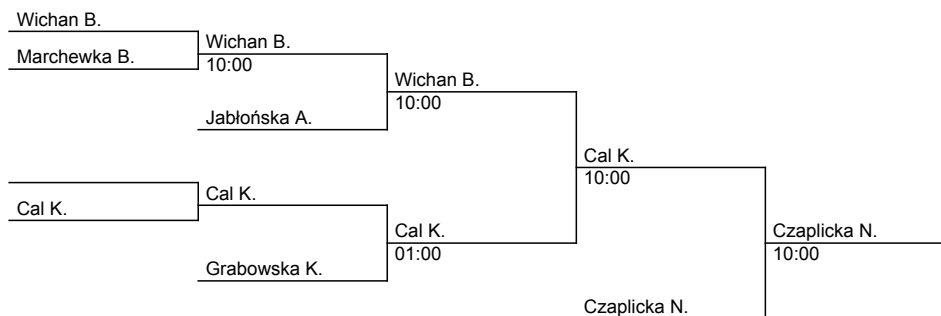 Wichan B.
Marchewka B.
Wichan B.
10:00
Jabłońska A.
Wichan B.
10:00
Cal K.
Cal K.
Grabowska K.
Cal K.
01:00
Cal K.
10:00
Czaplicka N.
Czaplicka N.
10:00